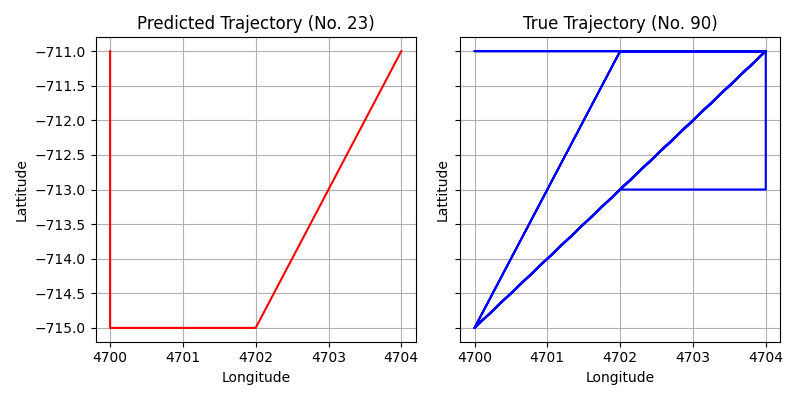 Predicted Trajectory (No. 23)
−711.0
−711.5
−712.0
−712.5
−713.0
−713.5
−714.0
−714.5
−715.0
Lattitude
4700 4701 4702 4703 4704
Longitude
True Trajectory (No. 90)
Lattitude
4700 4701 4702 4703 4704
Longitude